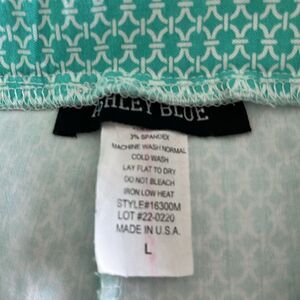 ASHLEY BLUE
3% SPANDEX
MACHINE WASH NORMAL
COLD WASH
LAY FLAT TO DRY
DO NOT BLEACH
IRON LOW HEAT
STYLE#16300M
LOT #22-0220
MADE IN U.S.A.
L